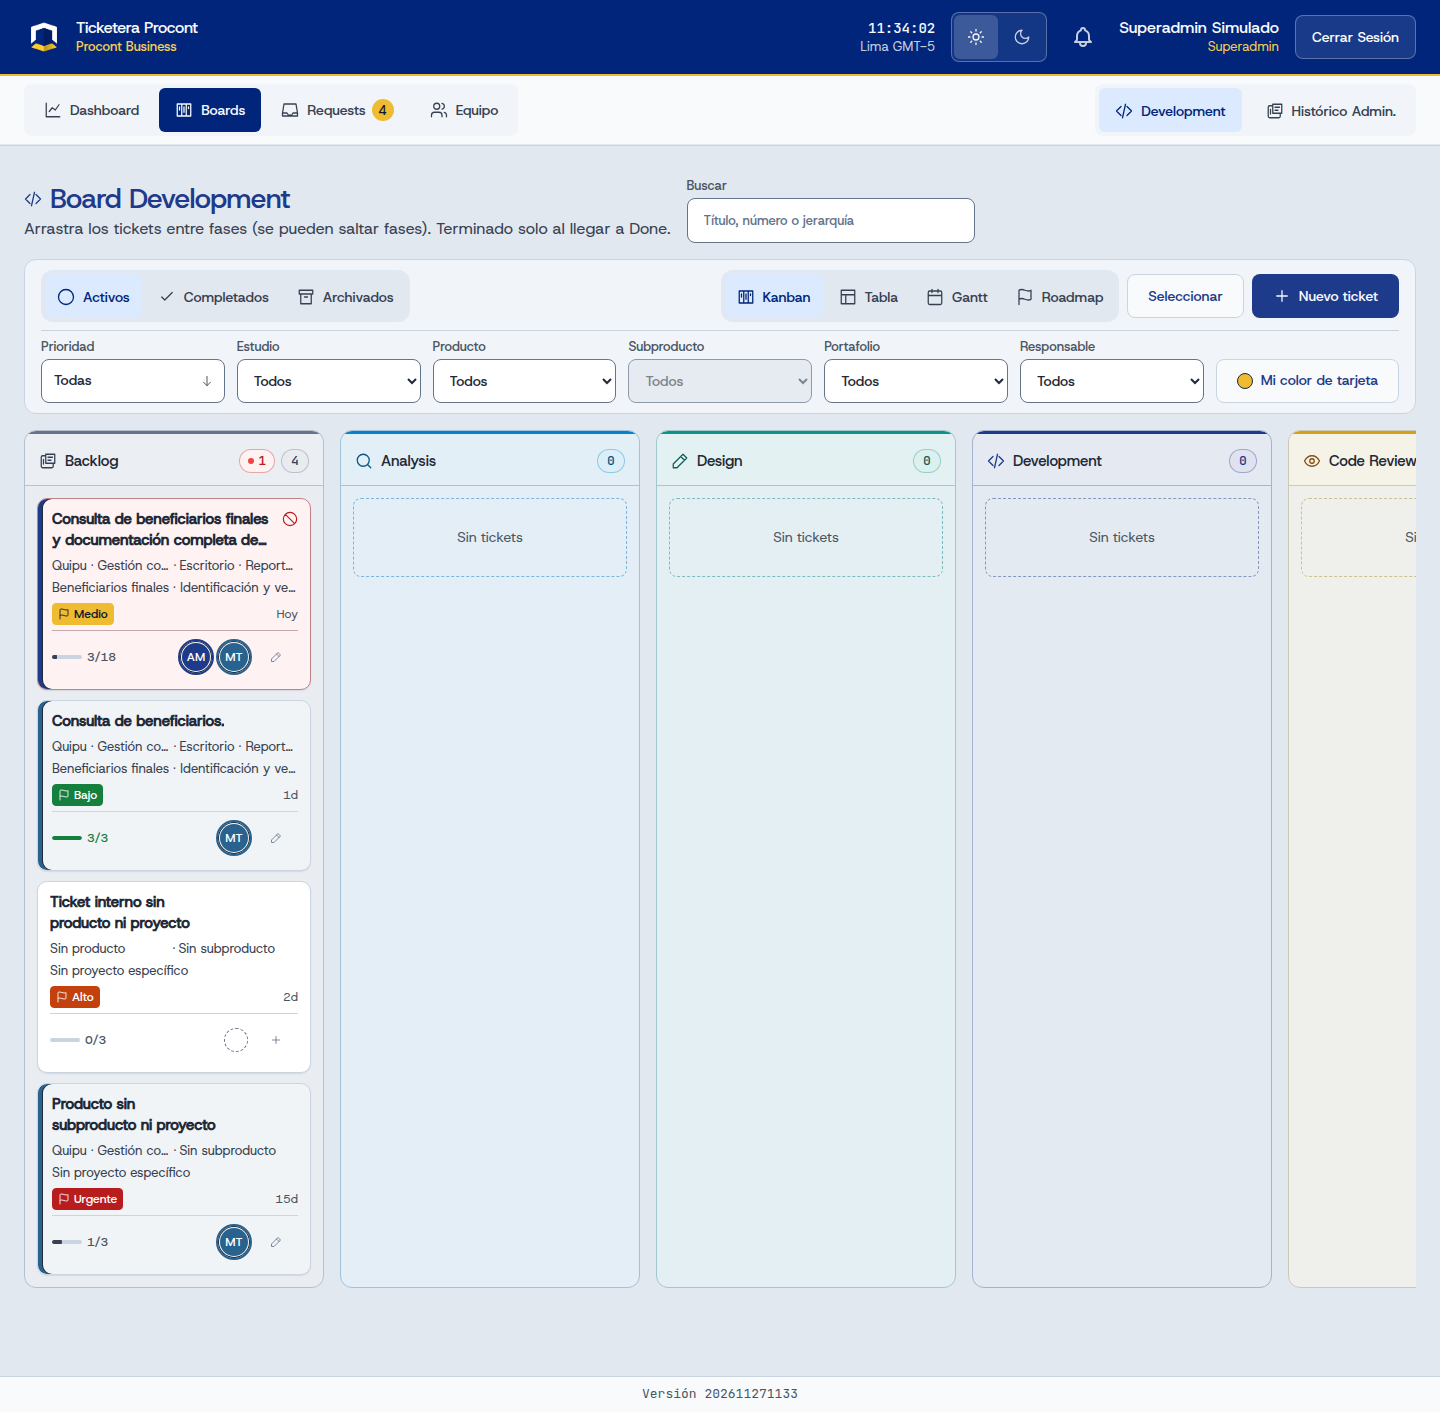 Ticketera Procont
Procont Business
11:34:02
Lima GMT-5
Superadmin Simulado
Superadmin
Cerrar Sesión
Dashboard
Boards
Requests 4
Equipo
Development
Histórico Admin.
Board Development
Arrastra los tickets entre fases (se pueden saltar fases). Terminado solo al llegar a Done.
Buscar
Título, número o jerarquía
Activos
Completados
Archivados
Kanban
Tabla
Gantt
Roadmap
Seleccionar
Nuevo ticket
Prioridad
Todas
Estudio
Todos
Producto
Todos
Subproducto
Todos
Portafolio
Todos
Responsable
Todos
Mi color de tarjeta
Backlog 1 4
Consulta de beneficiarios finales
y documentación completa de…
Quipu · Gestión co… · Escritorio · Report…
Beneficiarios finales · Identificación y ve…
Medio Hoy
3/18 AM MT
Consulta de beneficiarios.
Quipu · Gestión co… · Escritorio · Report…
Beneficiarios finales · Identificación y ve…
Bajo 1d
3/3 MT
Ticket interno sin
producto ni proyecto
Sin producto · Sin subproducto
Sin proyecto específico
Alto 2d
0/3
Producto sin
subproducto ni proyecto
Quipu · Gestión co… · Sin subproducto
Sin proyecto específico
Urgente 15d
1/3 MT
Analysis 0
Sin tickets
Design 0
Sin tickets
Development 0
Sin tickets
Code Review
Si
Versión 202611271133